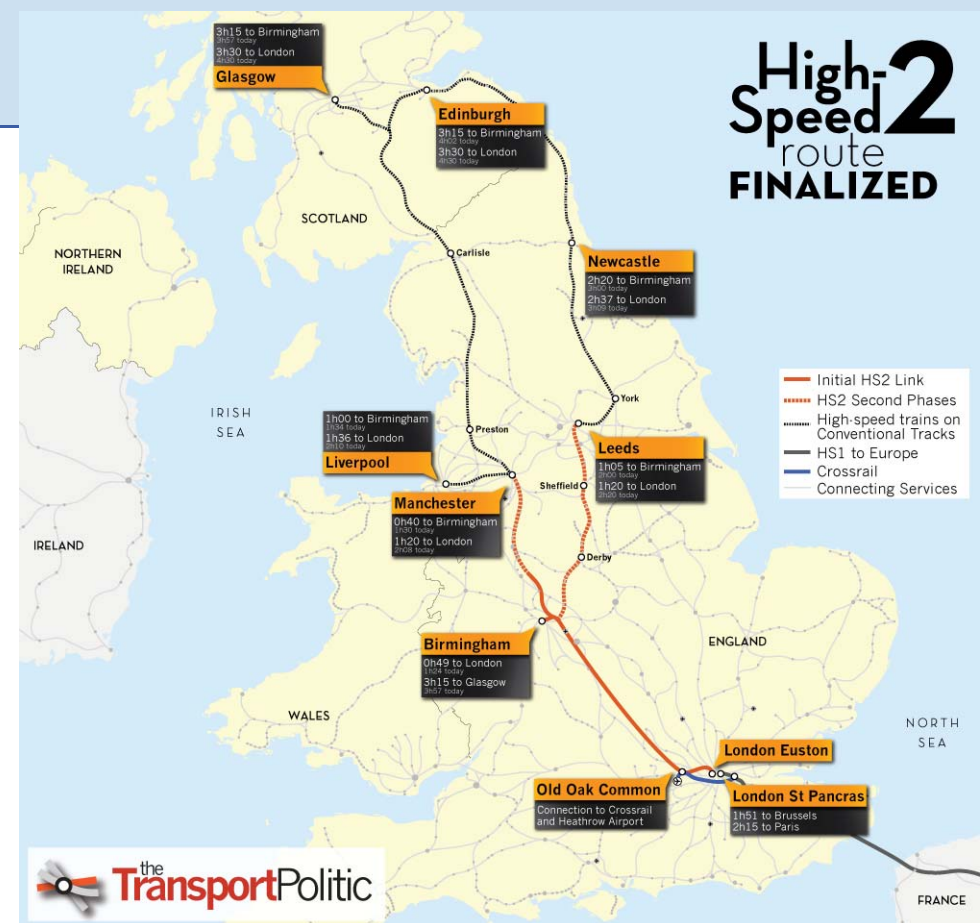 High-
Speed 2
route
FINALIZED
3h15 to Birmingham
3h57 today
3h30 to London
4h30 today
Glasgow
Edinburgh
3h15 to Birmingham
4h02 today
3h30 to London
4h30 today
SCOTLAND
NORTHERN
IRELAND
Carlisle
Newcastle
2h20 to Birmingham
3h00 today
2h37 to London
3h09 today
Initial HS2 Link
HS2 Second Phases
High-speed trains on
Conventional Tracks
HS1 to Europe
Crossrail
Connecting Services
IRISH
SEA
York
Preston
1h00 to Birmingham
1h34 today
1h36 to London
2h10 today
Liverpool
Leeds
1h05 to Birmingham
2h00 today
1h20 to London
2h20 today
Sheffield
Manchester
0h40 to Birmingham
1h30 today
1h20 to London
2h08 today
IRELAND
Derby
Birmingham
0h49 to London
1h24 today
3h15 to Glasgow
3h57 today
ENGLAND
WALES
NORTH
SEA
London Euston
Old Oak Common
Connection to Crossrail
and Heathrow Airport
London St Pancras
1h51 to Brussels
2h15 to Paris
the
TransportPolitic
FRANCE